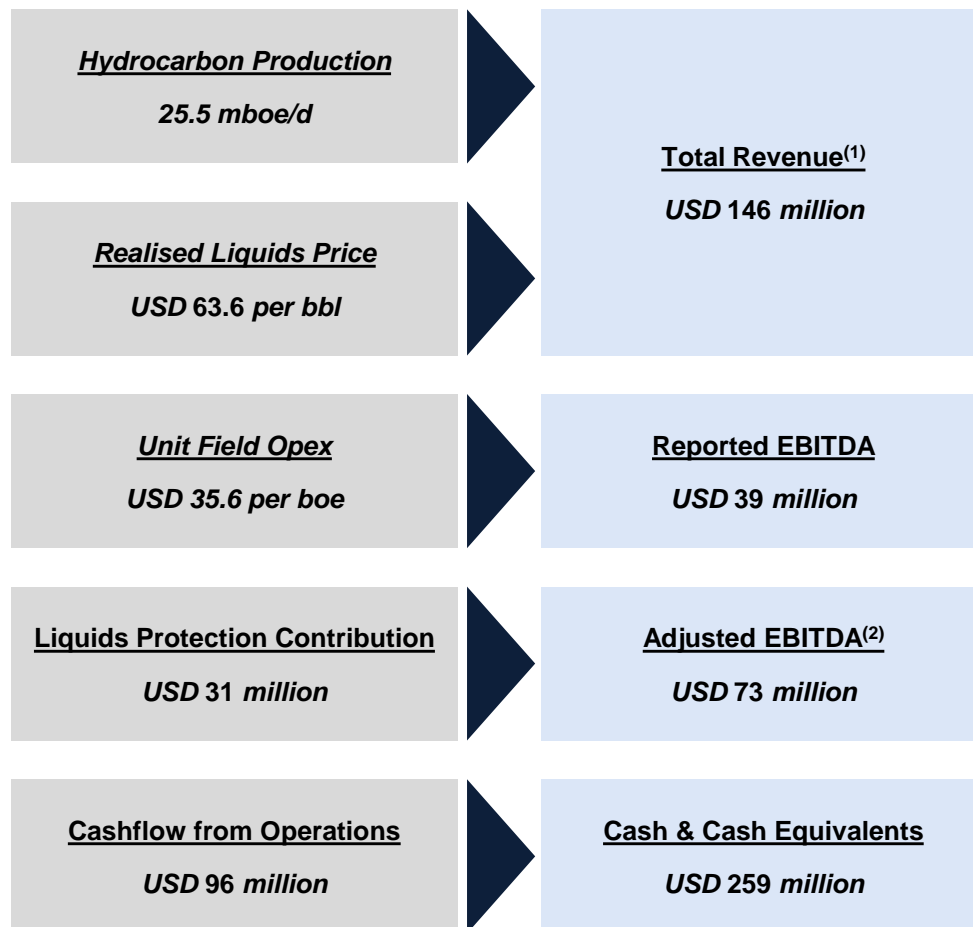 Hydrocarbon Production
25.5 mboe/d
Total Revenue(1)
USD 146 million
Realised Liquids Price
USD 63.6 per bbl
Unit Field Opex
USD 35.6 per boe
Reported EBITDA
USD 39 million
Liquids Protection Contribution
USD 31 million
Adjusted EBITDA(2)
USD 73 million
Cashflow from Operations
USD 96 million
Cash & Cash Equivalents
USD 259 million